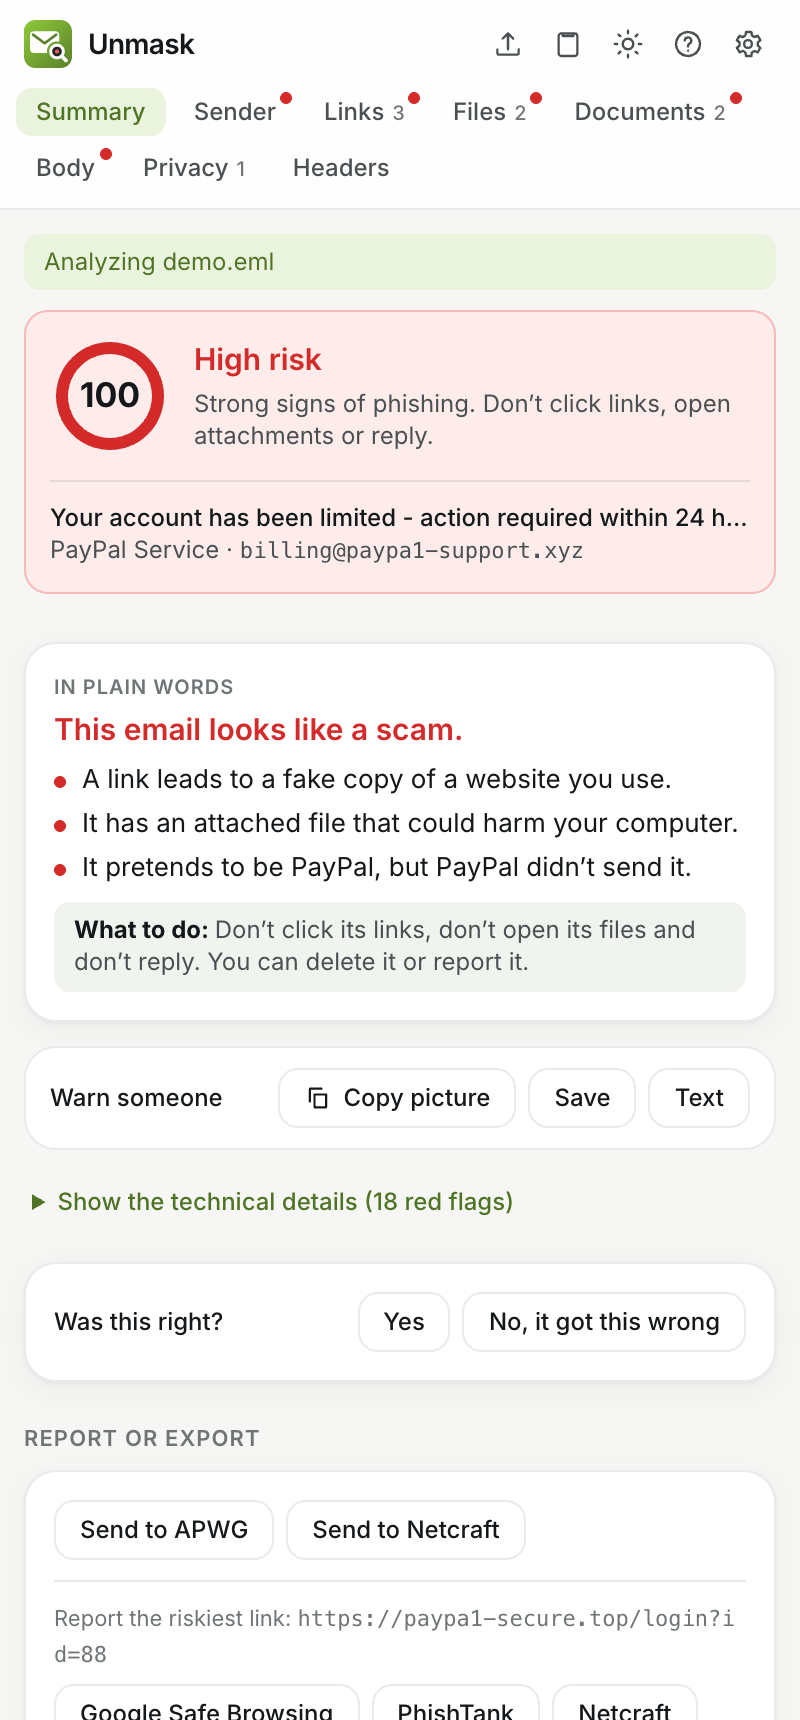 Unmask
Summary
Sender
Links 3
Files 2
Documents 2
Body
Privacy 1
Headers
Analyzing demo.eml
100
High risk
Strong signs of phishing. Don’t click links, open
attachments or reply.
Your account has been limited - action required within 24 h...
PayPal Service · billing@paypa1-support.xyz
IN PLAIN WORDS
This email looks like a scam.
A link leads to a fake copy of a website you use.
It has an attached file that could harm your computer.
It pretends to be PayPal, but PayPal didn’t send it.
What to do: Don’t click its links, don’t open its files and
don’t reply. You can delete it or report it.
Warn someone
Copy picture
Save
Text
Show the technical details (18 red flags)
Was this right?
Yes
No, it got this wrong
REPORT OR EXPORT
Send to APWG
Send to Netcraft
Report the riskiest link: https://paypa1-secure.top/login?i
d=88
Google Safe Browsing
PhishTank
Netcraft